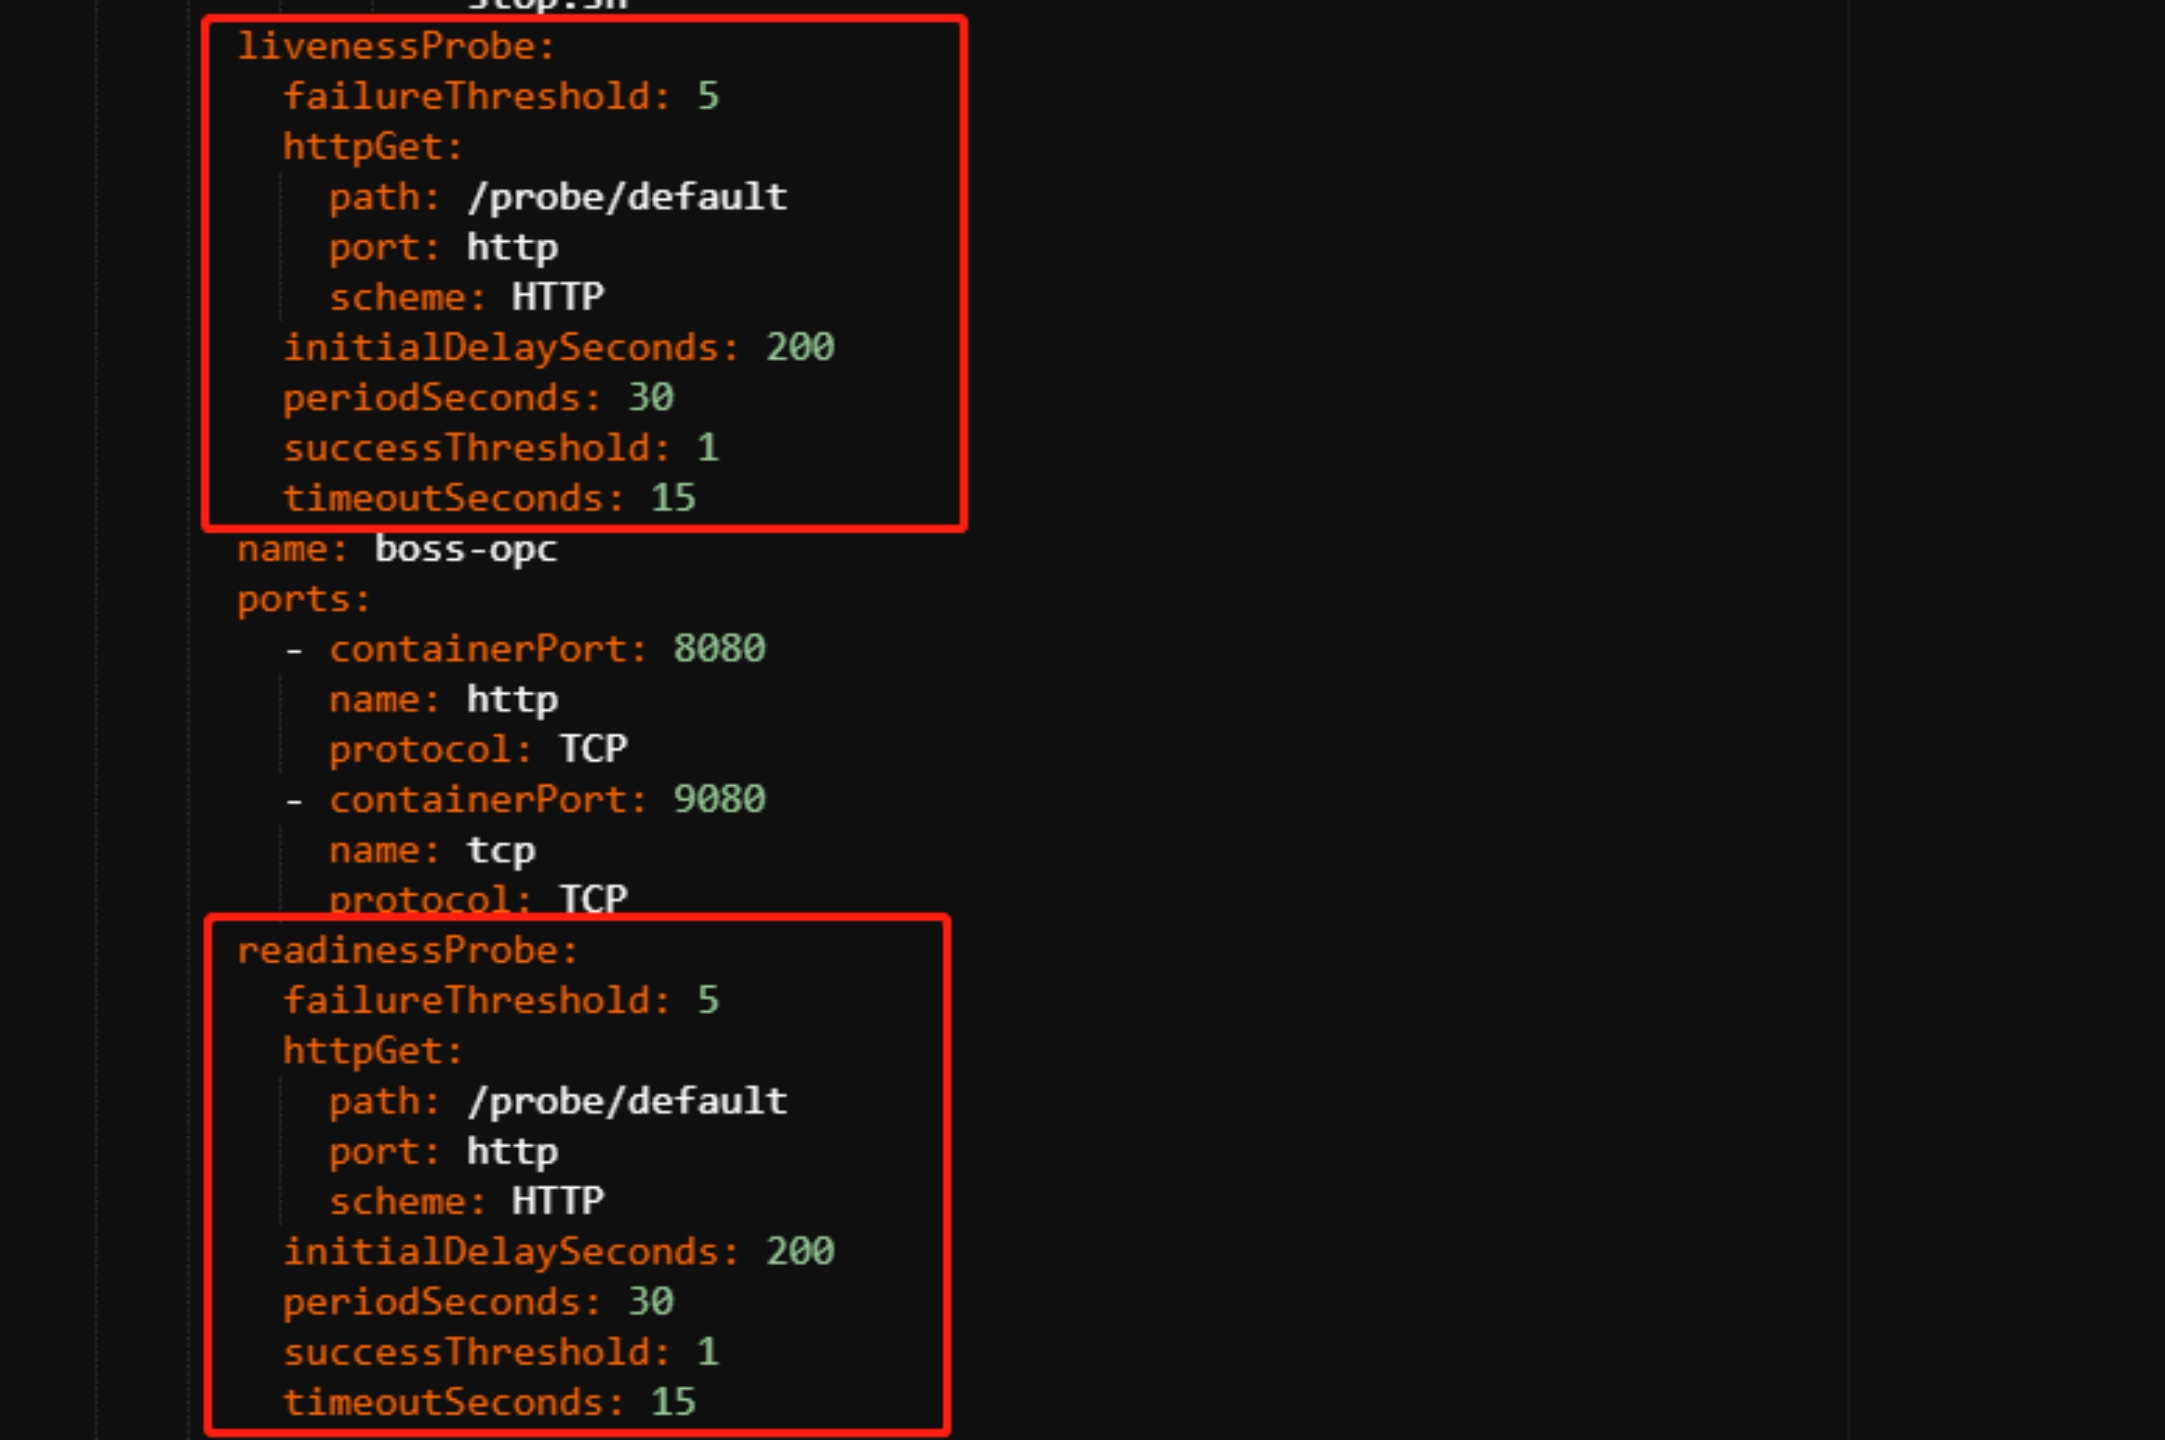 stop.sh
livenessProbe:
failureThreshold: 5
httpGet:
path: /probe/default
port: http
scheme: HTTP
initialDelaySeconds: 200
periodSeconds: 30
successThreshold: 1
timeoutSeconds: 15
name: boss-opc
ports:
- containerPort: 8080
name: http
protocol: TCP
- containerPort: 9080
name: tcp
protocol: TCP
readinessProbe:
failureThreshold: 5
httpGet:
path: /probe/default
port: http
scheme: HTTP
initialDelaySeconds: 200
periodSeconds: 30
successThreshold: 1
timeoutSeconds: 15